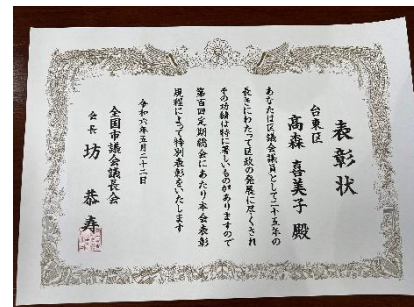 表彰状
台東区
高森 喜美子 殿
あなたは区議会議員として二十五年の
長きにわたって区政の発展に尽くされ
その功績は特に著しいものがありますので
第百回定期総会にあたり本会表彰
規程によって特別表彰をいたします
令和六年五月二十二日
全国市議会議長会
会長 坊 恭寿